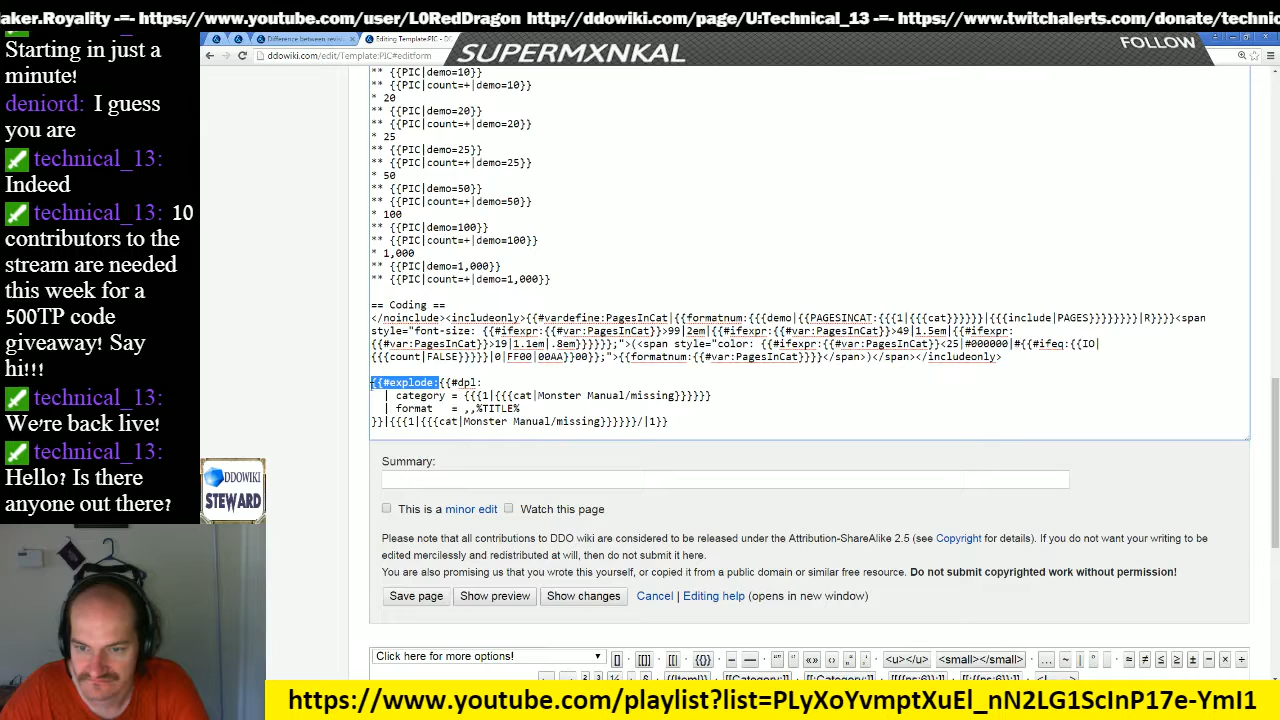 aker.Royality -=- https://www.youtube.com/user/L0RedDragon http://ddowiki.com/page/U:Technical_13 -=- https://www.twitchalerts.com/donate/technic
Starting in just a
minute!
deniord: I guess
you are
technical_13:
Indeed
technical_13: 10
contributors to the
stream are needed
this week for a
500TP code
giveaway! Say
hi!!!
technical_13:
We're back live!
technical_13:
Hello? Is there
anyone out there?
DDOWIKI
STEWARD
Difference between revis
Editing Template:PIC - DD
ddowiki.com/edit/Template:PIC#editform
SUPERMXNKAL
FOLLOW
** {{PIC|demo=10}}
** {{PIC|count=+|demo=10}}
* 20
** {{PIC|demo=20}}
** {{PIC|count=+|demo=20}}
* 25
** {{PIC|demo=25}}
** {{PIC|count=+|demo=25}}
* 50
** {{PIC|demo=50}}
** {{PIC|count=+|demo=50}}
* 100
** {{PIC|demo=100}}
** {{PIC|count=+|demo=100}}
* 1,000
** {{PIC|demo=1,000}}
** {{PIC|count=+|demo=1,000}}
== Coding ==
</noinclude><includeonly>{{#vardefine:PagesInCat|{{formatnum:{{{demo|{{PAGESINCAT:{{{1|{{{cat}}}}}}|{{{include|PAGES}}}}}}}}|R}}}}<span
style="font-size: {{#ifexpr:{{#var:PagesInCat}}>99|2em|{{#ifexpr:{{#var:PagesInCat}}>49|1.5em|{{#ifexpr:
{{#var:PagesInCat}}>19|1.1em|.8em}}}}}};">(<span style="color: {{#ifexpr:{{#var:PagesInCat}}<25|#000000|#{{#ifeq:{{IO|
{{{count|FALSE}}}}}|0|FF00|00AA}}00}};">{{formatnum:{{#var:PagesInCat}}}}</span>)</span></includeonly>
{{#explode:{{#dpl:
| category = {{{1|{{{cat|Monster Manual/missing}}}}}}
| format = ,,%TITLE%
}}|{{{1|{{{cat|Monster Manual/missing}}}}}}/|1}}
Summary:
This is a minor edit Watch this page
Please note that all contributions to DDO wiki are considered to be released under the Attribution-ShareAlike 2.5 (see Copyright for details). If you do not want your writing to be
edited mercilessly and redistributed at will, then do not submit it here.
You are also promising us that you wrote this yourself, or copied it from a public domain or similar free resource. Do not submit copyrighted work without permission!
Save page Show preview Show changes Cancel | Editing help (opens in new window)
Click here for more options! [] [[]] [[| {{}} – — “” ‘’ «» ‹› <u></u> <small></small> … ~ | ° ≈ ≠ ≤ ≥ ± − × ÷
https://www.youtube.com/playlist?list=PLyXoYvmptXuEl_nN2LG1ScInP17e-YmI1